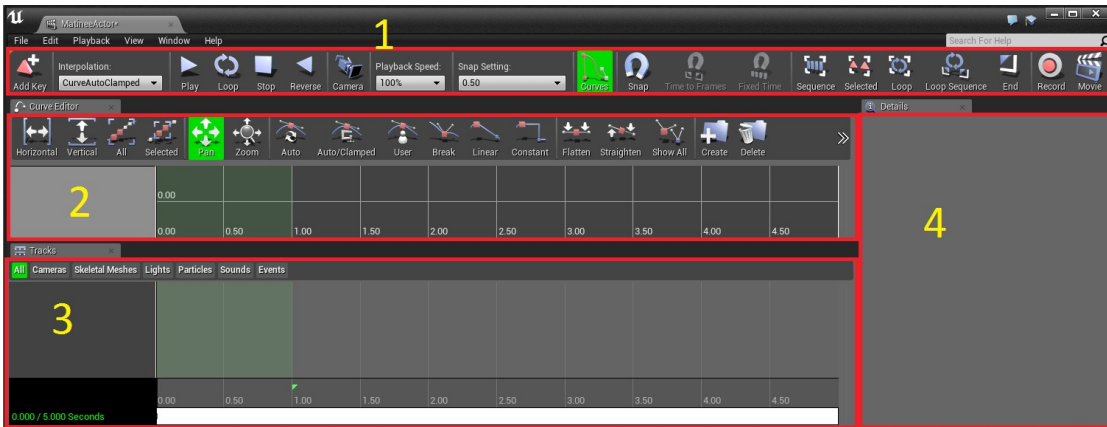 MatineeActor*
File Edit Playback View Window Help
Search For Help
1
Add Key
Interpolation:
CurveAutoClamped
Play Loop Stop Reverse Camera
Playback Speed:
100%
Snap Setting:
0.50
Curves Snap Time to Frames Fixed Time Sequence Selected Loop Loop Sequence End Record Movie
Curve Editor
Details
Horizontal Vertical All Selected Pan Zoom Auto Auto/Clamped User Break Linear Constant Flatten Straighten Show All Create Delete
2
0.00
0.00 0.50 1.00 1.50 2.00 2.50 3.00 3.50 4.00 4.50
4
Tracks
All Cameras Skeletal Meshes Lights Particles Sounds Events
3
0.00 0.50 1.00 1.50 2.00 2.50 3.00 3.50 4.00 4.50
0.000 / 5.000 Seconds